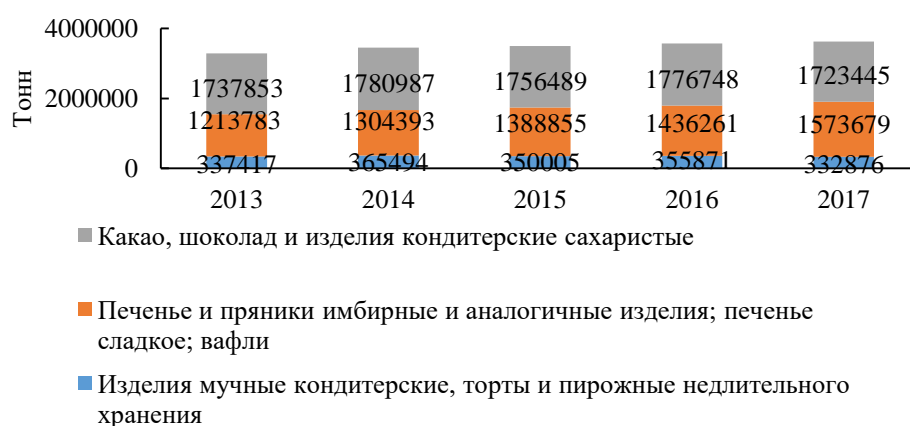 4000000
2000000
0
Тонн
1737853 1780987 1756489 1776748 1723445
1213783 1304393 1388855 1436261 1573679
337417 365494 350005 355871 332876
2013 2014 2015 2016 2017
Какао, шоколад и изделия кондитерские сахаристые
Печенье и пряники имбирные и аналогичные изделия; печенье
сладкое; вафли
Изделия мучные кондитерские, торты и пирожные недлительного
хранения